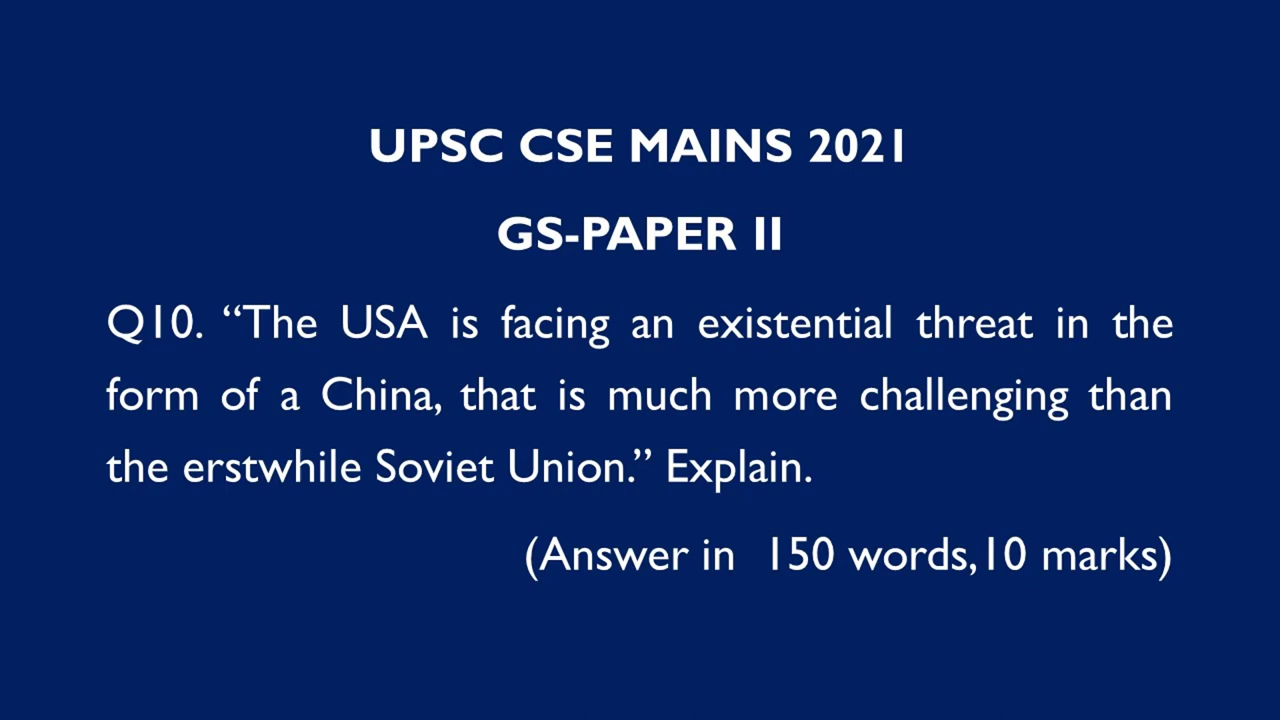 UPSC CSE MAINS 2021
GS-PAPER II
Q10. “The USA is facing an existential threat in the
form of a China, that is much more challenging than
the erstwhile Soviet Union.” Explain.
(Answer in 150 words,10 marks)